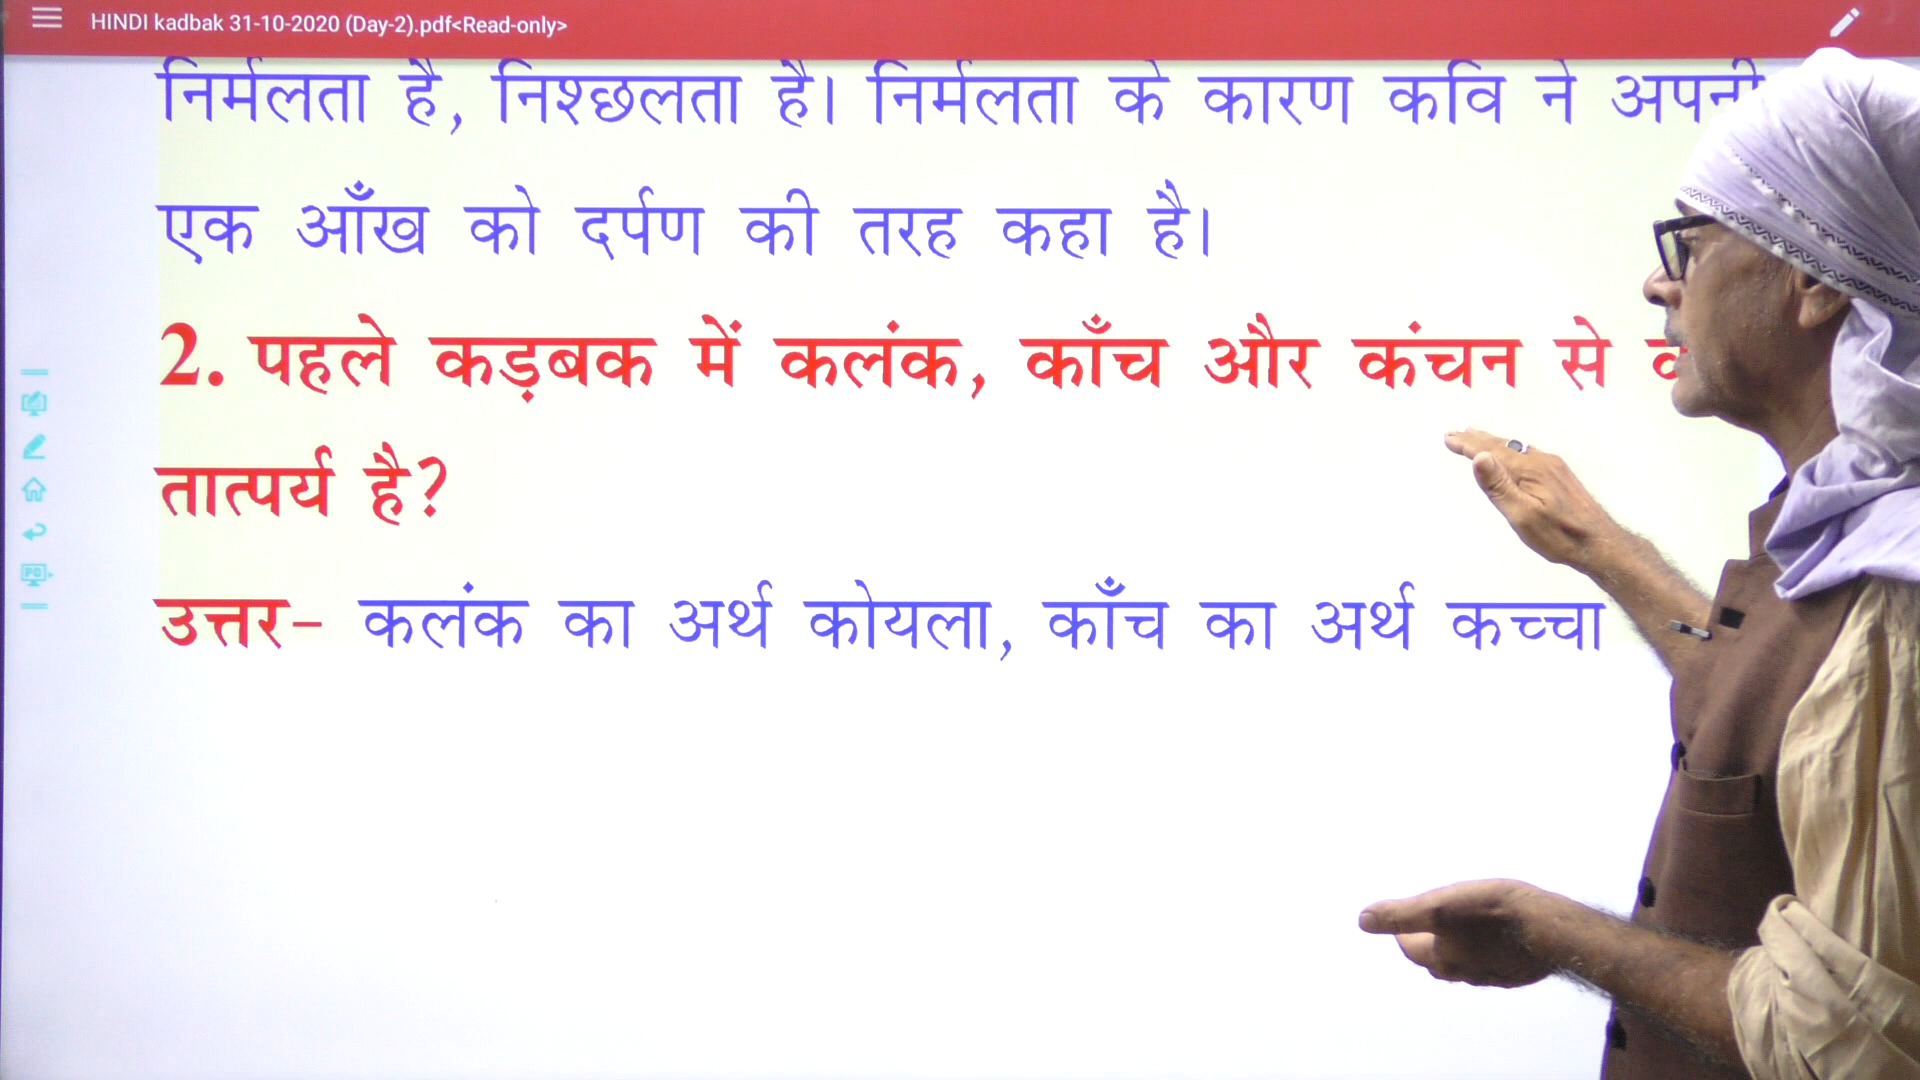 HINDI kadbak 31-10-2020 (Day-2).pdf<Read-only>
निर्मलता है, निश्छलता है। निर्मलता के कारण कवि ने अपनी
एक आँख को दर्पण की तरह कहा है।
2. पहले कड़बक में कलंक, काँच और कंचन से
तात्पर्य है?
उत्तर- कलंक का अर्थ कोयला, काँच का अर्थ कच्चा